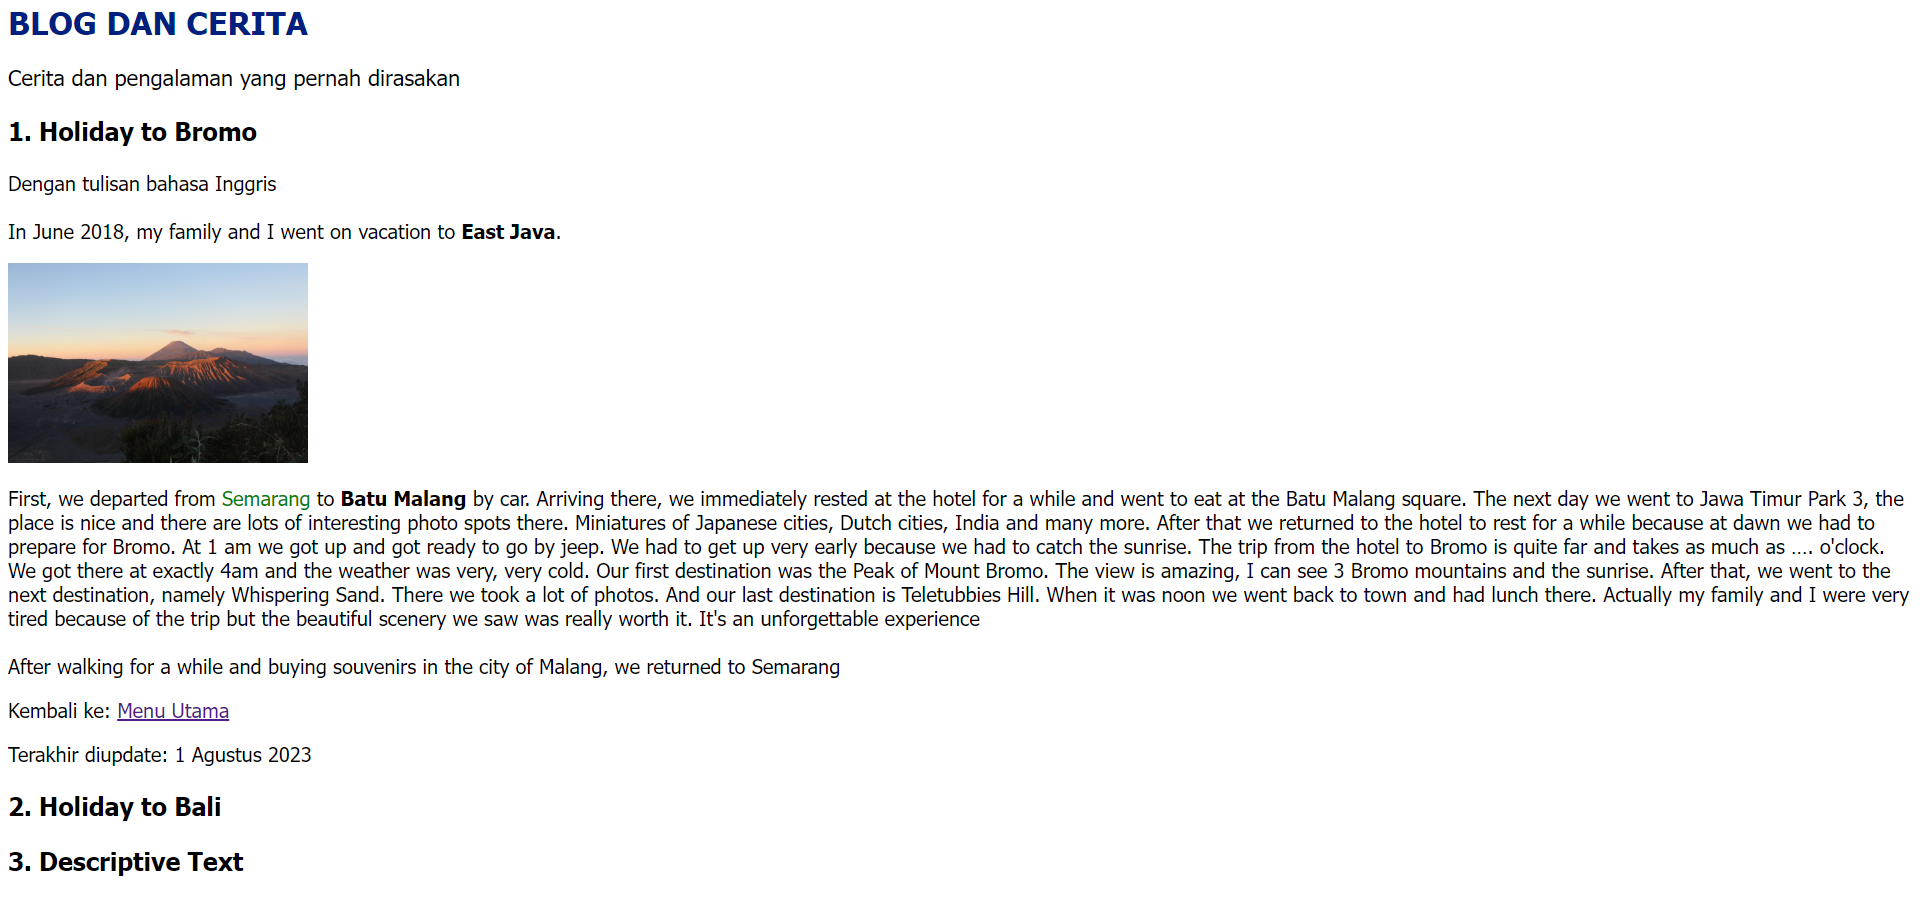 BLOG DAN CERITA
Cerita dan pengalaman yang pernah dirasakan
1. Holiday to Bromo
Dengan tulisan bahasa Inggris
In June 2018, my family and I went on vacation to East Java.
First, we departed from Semarang to Batu Malang by car. Arriving there, we immediately rested at the hotel for a while and went to eat at the Batu Malang square. The next day we went to Jawa Timur Park 3, the
place is nice and there are lots of interesting photo spots there. Miniatures of Japanese cities, Dutch cities, India and many more. After that we returned to the hotel to rest for a while because at dawn we had to
prepare for Bromo. At 1 am we got up and got ready to go by jeep. We had to get up very early because we had to catch the sunrise. The trip from the hotel to Bromo is quite far and takes as much as .... o'clock.
We got there at exactly 4am and the weather was very, very cold. Our first destination was the Peak of Mount Bromo. The view is amazing, I can see 3 Bromo mountains and the sunrise. After that, we went to the
next destination, namely Whispering Sand. There we took a lot of photos. And our last destination is Teletubbies Hill. When it was noon we went back to town and had lunch there. Actually my family and I were very
tired because of the trip but the beautiful scenery we saw was really worth it. It's an unforgettable experience
After walking for a while and buying souvenirs in the city of Malang, we returned to Semarang
Kembali ke: Menu Utama
Terakhir diupdate: 1 Agustus 2023
2. Holiday to Bali
3. Descriptive Text